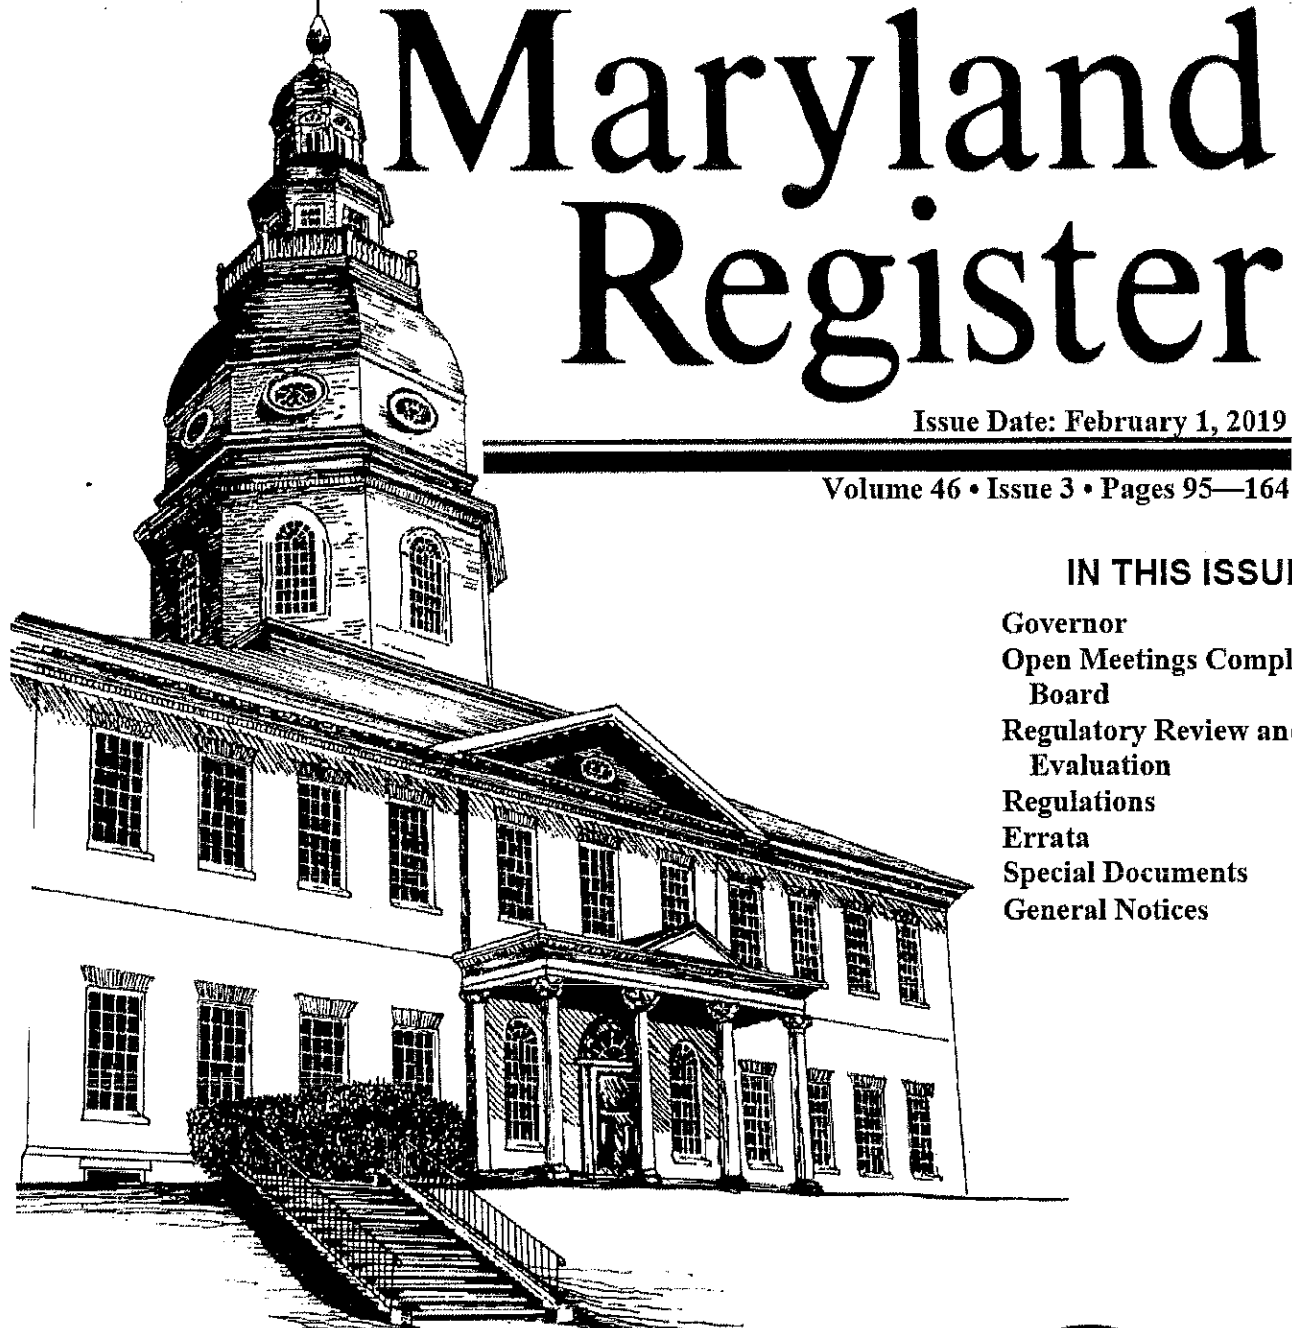 Maryland
Register
Issue Date: February 1, 2019
Volume 46 • Issue 3 • Pages 95—164
IN THIS ISSU
Governor
Open Meetings Compl
Board
Regulatory Review an
Evaluation
Regulations
Errata
Special Documents
General Notices